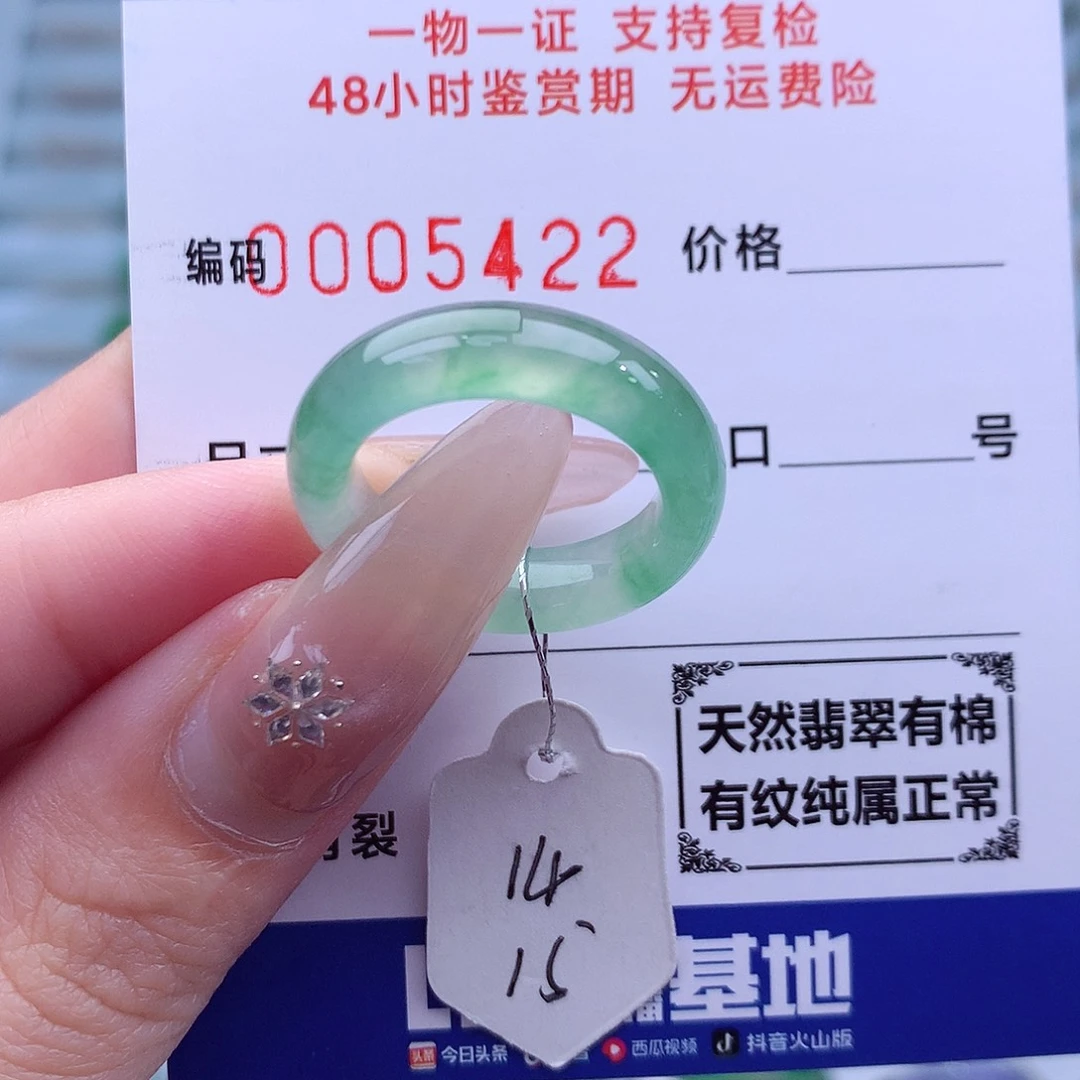 一物一证 支持复检
48小时鉴赏期 无运费险
编码0005422 价格
口 号
天然翡翠有棉
有纹纯属正常
裂
14
15
基地
头条 今日头条 西瓜视频 抖音火山版